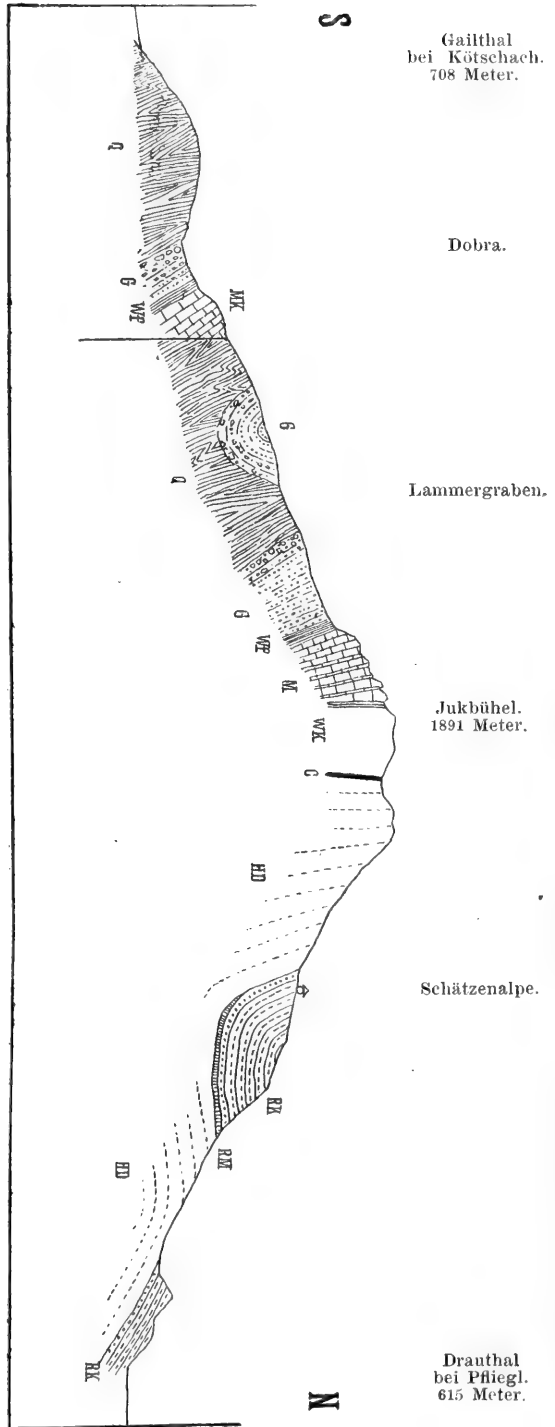 S
Gailthal
bei Kötschach.
708 Meter.
Q
Dobra.
G
WF
MK
G
Q
Lammergraben.
G
WF
M
Jukbühel.
1891 Meter.
WK
C
HD
Schätzenalpe.
RK
RM
HD
RK
Drauthal
bei Pfliegl.
615 Meter.
N